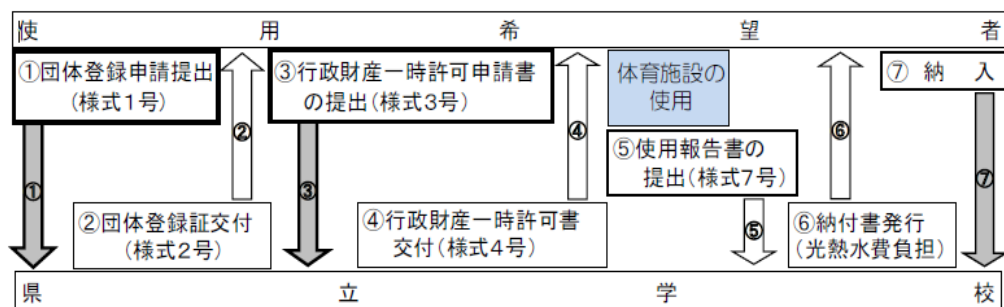 使用希望者
①団体登録申請提出
(様式1号)
②
③行政財産一時許可申請書
の提出(様式3号)
④
体育施設の
使用
⑤使用報告書の
提出(様式7号)
⑥
⑦納入
①
②団体登録証交付
(様式2号)
③
④行政財産一時許可書
交付(様式4号)
⑤
⑥納付書発行
(光熱水費負担)
⑦
県立学校